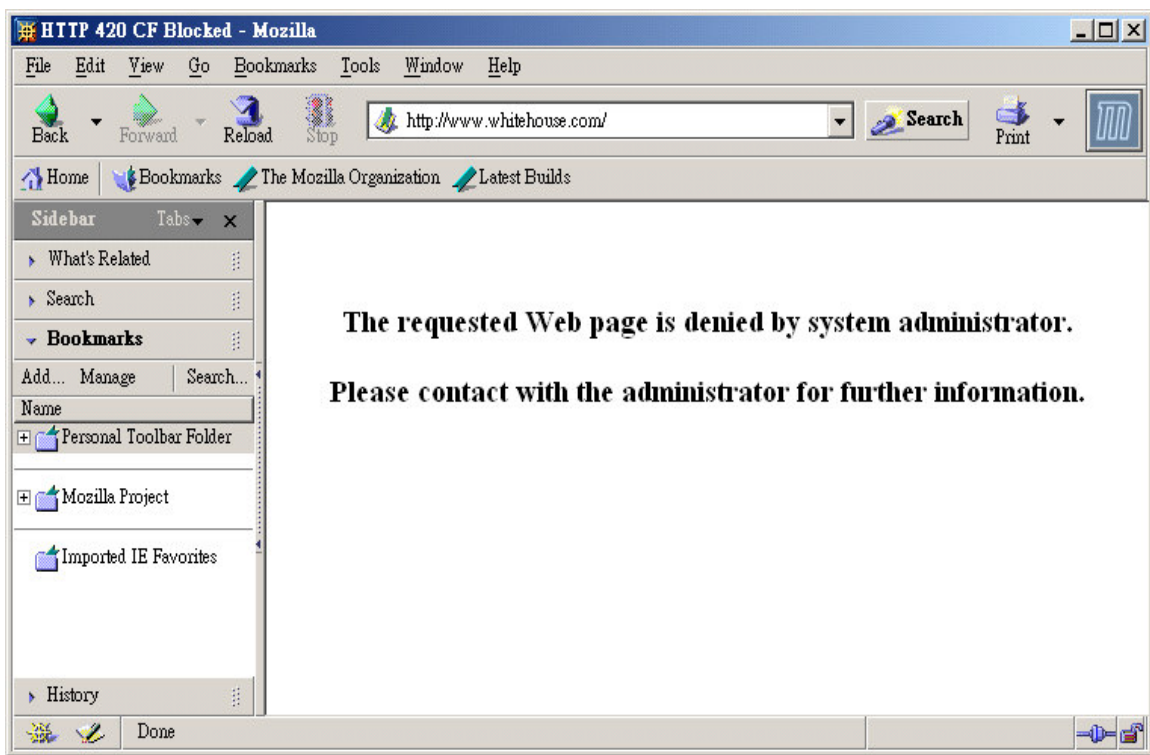 HTTP 420 CF Blocked - Mozilla
File Edit View Go Bookmarks Tools Window Help
Back Forward Reload Stop http://www.whitehouse.com/ Search Print
Home Bookmarks The Mozilla Organization Latest Builds
Sidebar Tabs
What's Related
Search
Bookmarks
Add... Manage Search...
Name
Personal Toolbar Folder
Mozilla Project
Imported IE Favorites
History
The requested Web page is denied by system administrator.
Please contact with the administrator for further information.
Done